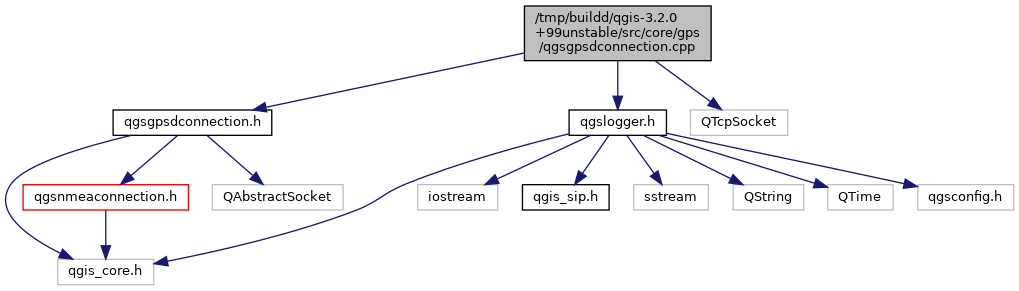 /tmp/buildd/qgis-3.2.0
+99unstable/src/core/gps
/qgsgpsdconnection.cpp
qgsgpsdconnection.h
qgslogger.h
QTcpSocket
qgsnmeaconnection.h
QAbstractSocket
iostream
qgis_sip.h
sstream
QString
QTime
qgsconfig.h
qgis_core.h